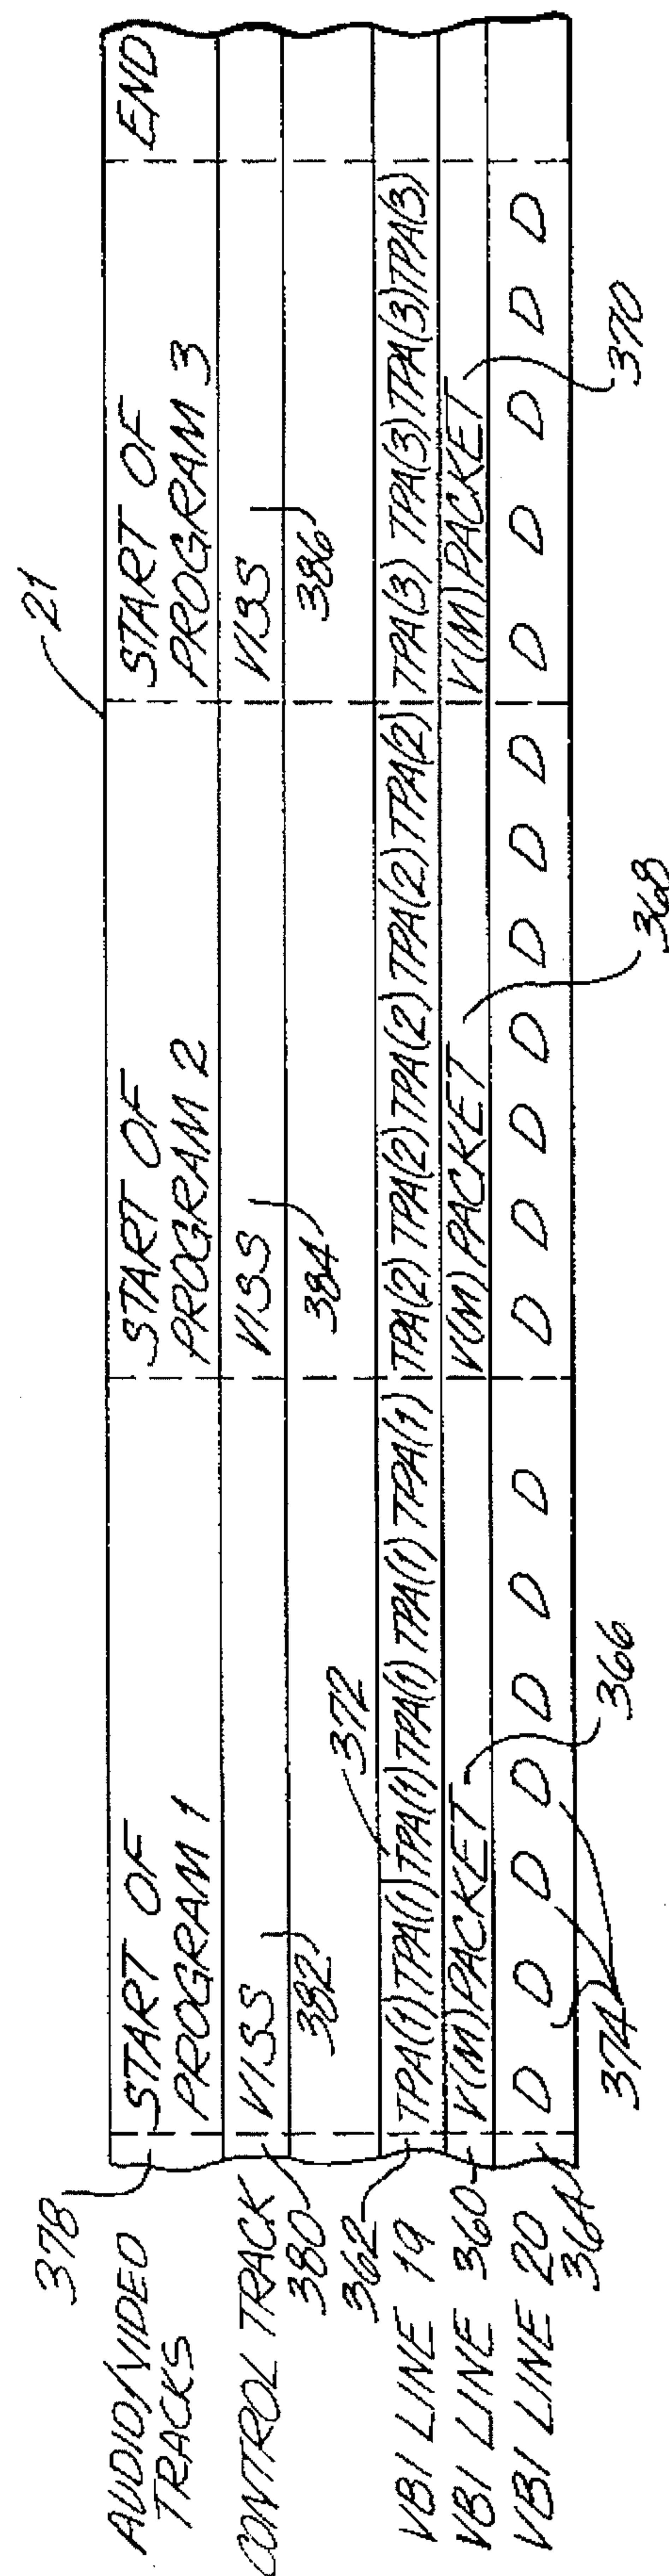 21
378
AUDIO/VIDEO
TRACKS
START OF
PROGRAM 1
START OF
PROGRAM 2
START OF
PROGRAM 3
END
CONTROL TRACK
380
VISS
382
VISS
384
VISS
386
372
362
VBI LINE 19
TPA(1) TPA(1) TPA(1) TPA(1) TPA(1) TPA(1) TPA(2) TPA(2) TPA(2) TPA(2) TPA(2) TPA(3) TPA(3) TPA(3) TPA(3)
VBI LINE 360
V(M) PACKET V(M) PACKET V(M) PACKET
VBI LINE 20
D D D D D D D D D D D D D D D D D D D
364
374
366
368
370